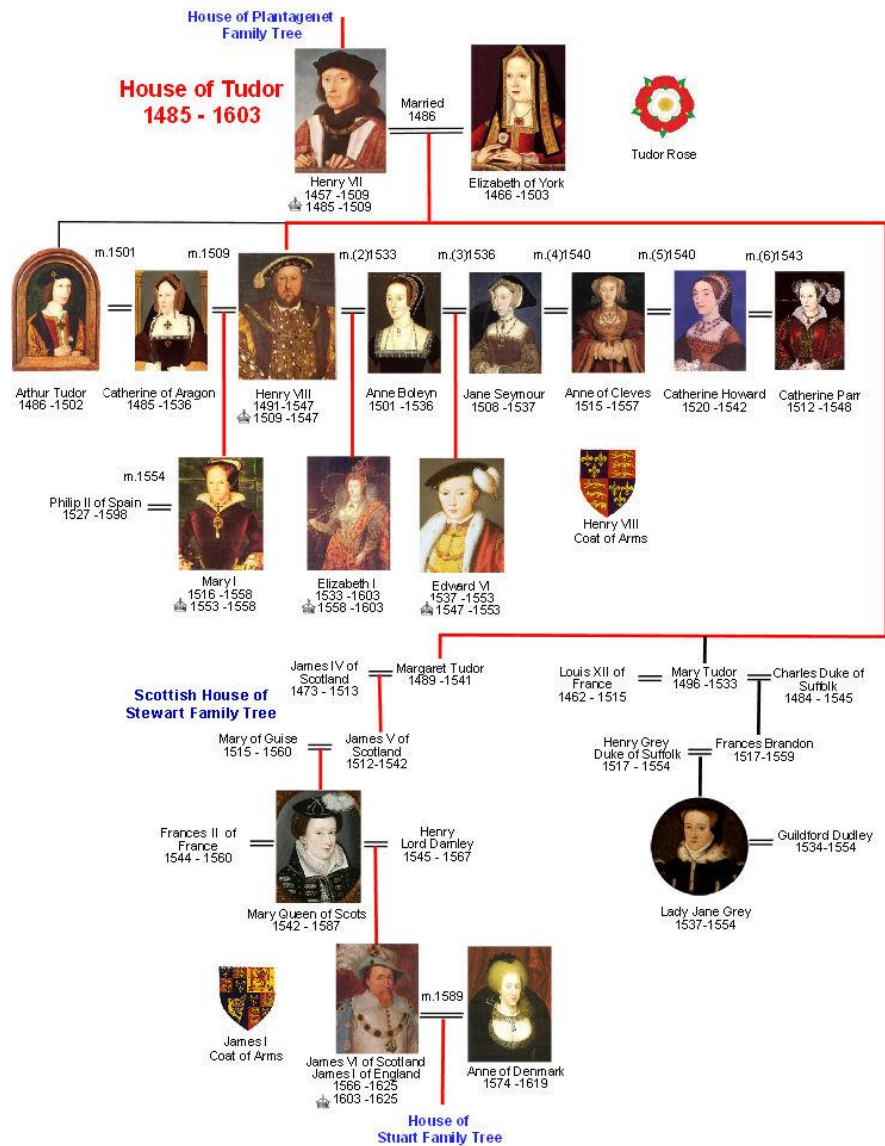 House of Plantagenet
Family Tree
House of Tudor
1485 - 1603
Married
1486
Tudor Rose
Henry VII
1457 -1509
1485 -1509
Elizabeth of York
1466 -1503
m.1501
m.1509
m.(2)1533
m.(3)1536
m.(4)1540
m.(5)1540
m.(6)1543
Arthur Tudor
1486 -1502
Catherine of Aragon
1485 -1536
Henry VIII
1491-1547
1509 -1547
Anne Boleyn
1501 -1536
Jane Seymour
1508 -1537
Anne of Cleves
1515 -1557
Catherine Howard
1520 -1542
Catherine Parr
1512 -1548
m.1554
Philip II of Spain
1527 -1598
Mary I
1516 -1558
1553 -1558
Elizabeth I
1533 -1603
1558 -1603
Edward VI
1537 -1553
1547 -1553
Henry VIII
Coat of Arms
James IV of
Scotland
1473 - 1513
Margaret Tudor
1489 -1541
Louis XII of
France
1462 - 1515
Mary Tudor
1496 -1533
Charles Duke of
Suffolk
1484 - 1545
Scottish House of
Stewart Family Tree
Mary of Guise
1515 - 1560
James V of
Scotland
1512-1542
Henry Grey
Duke of Suffolk
1517 - 1554
Frances Brandon
1517-1559
Frances II of
France
1544 - 1560
Henry
Lord Darnley
1545 - 1567
Mary Queen of Scots
1542 - 1587
Guildford Dudley
1534-1554
Lady Jane Grey
1537-1554
James I
Coat of Arms
m.1589
James VI of Scotland
James I of England
1566 -1625
1603 -1625
Anne of Denmark
1574 -1619
House of
Stuart Family Tree